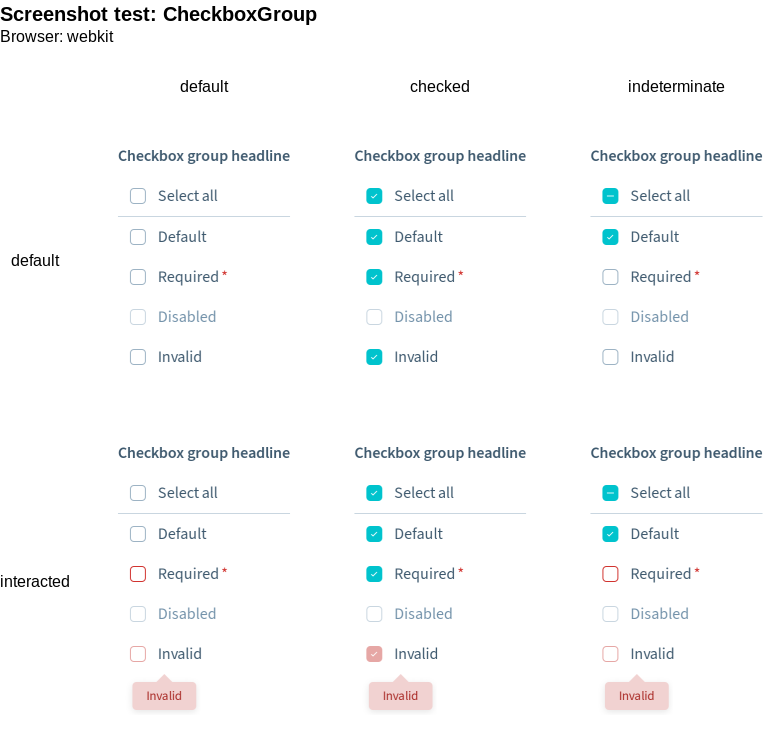 Screenshot test: CheckboxGroup
Browser: webkit
default checked indeterminate
default
Checkbox group headline
Select all
Default
Required *
Disabled
Invalid
Checkbox group headline
Select all
Default
Required *
Disabled
Invalid
Checkbox group headline
Select all
Default
Required *
Disabled
Invalid
interacted
Checkbox group headline
Select all
Default
Required *
Disabled
Invalid
Invalid
Checkbox group headline
Select all
Default
Required *
Disabled
Invalid
Invalid
Checkbox group headline
Select all
Default
Required *
Disabled
Invalid
Invalid